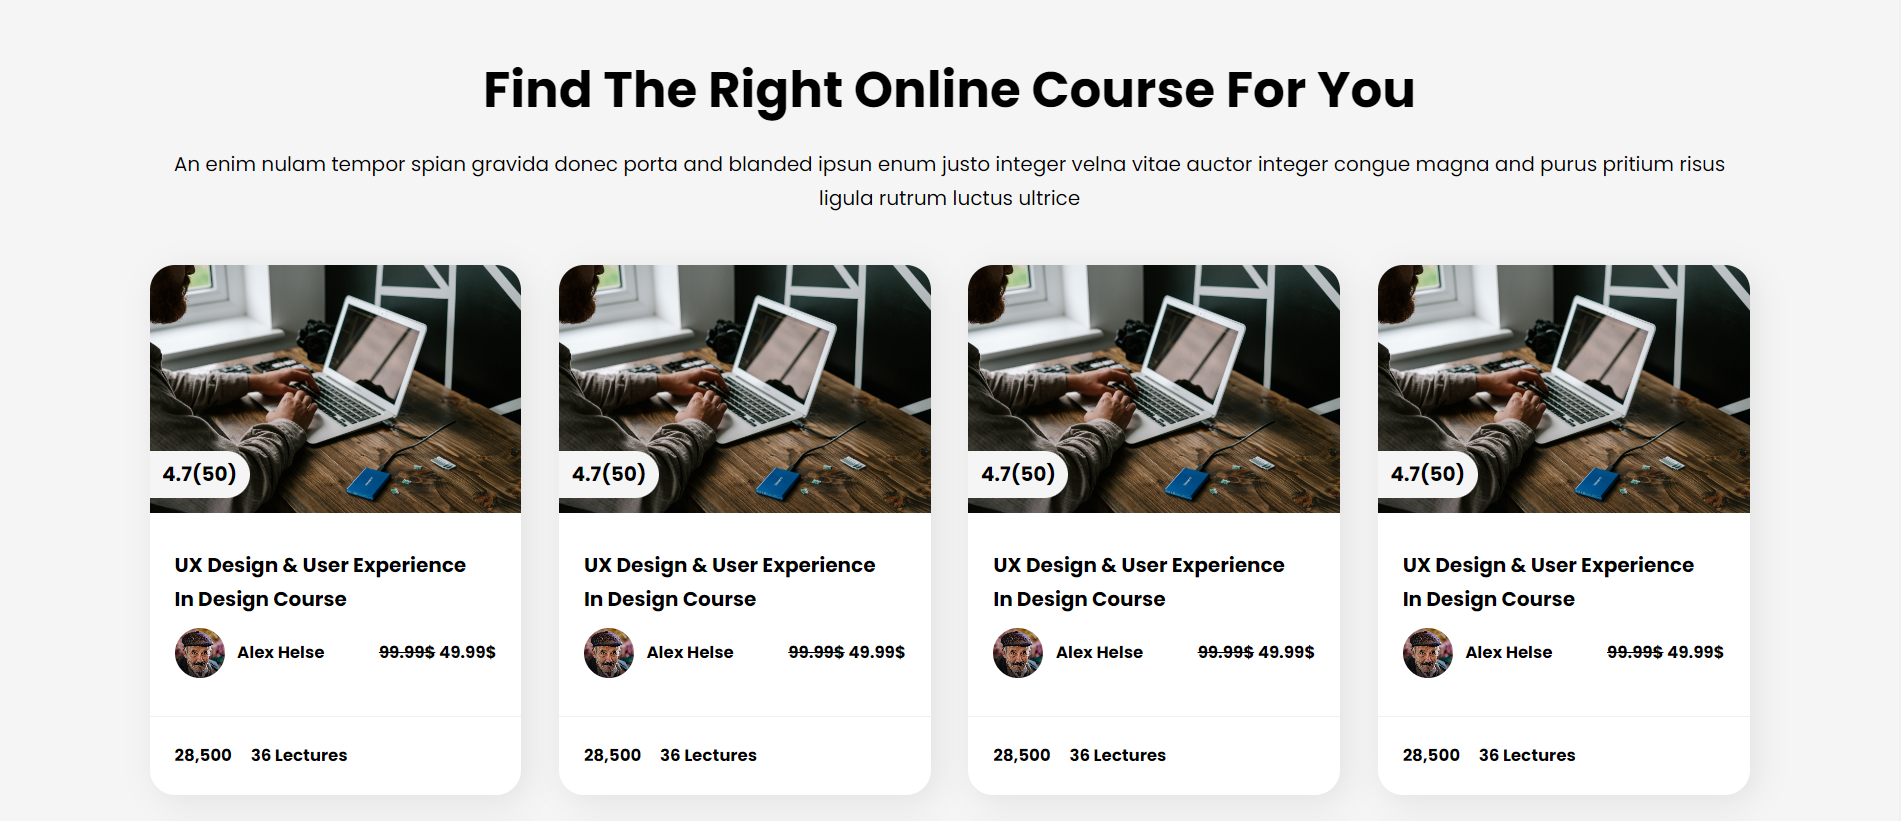 Find The Right Online Course For You
An enim nulam tempor spian gravida donec porta and blanded ipsun enum justo integer velna vitae auctor integer congue magna and purus pritium risus
ligula rutrum luctus ultrice
4.7(50)
UX Design & User Experience
In Design Course
Alex Helse 99.99$ 49.99$
28,500 36 Lectures
4.7(50)
UX Design & User Experience
In Design Course
Alex Helse 99.99$ 49.99$
28,500 36 Lectures
4.7(50)
UX Design & User Experience
In Design Course
Alex Helse 99.99$ 49.99$
28,500 36 Lectures
4.7(50)
UX Design & User Experience
In Design Course
Alex Helse 99.99$ 49.99$
28,500 36 Lectures